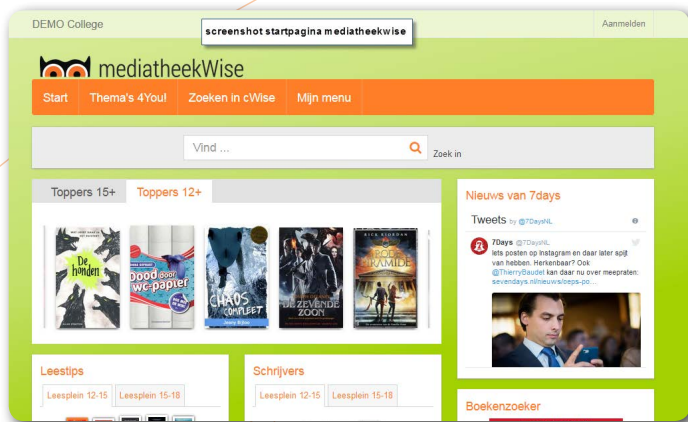 DEMO College
screenshot startpagina mediatheekwise
Aanmelden
mediatheekWise
Start Thema's 4You! Zoeken in cWise Mijn menu
Vind ...
Zoek in
Toppers 15+ Toppers 12+
De honden
Dood door wc-papier
CHAOS COMPLEET
DE ZEVENDE ZOON
RICK RIORDAN
PIRAMIDE
Nieuws van 7days
Tweets by @7DaysNL
7Days @7DaysNL
Iets posten op Instagram en daar later spijt
van hebben. Herkenbaar? Ook
@ThierryBaudet kan daar nu over meepraten:
sevendays.nl/nieuws/oeps-po...
Leestips
Leesplein 12-15 Leesplein 15-18
Schrijvers
Leesplein 12-15 Leesplein 15-18
Boekenzoeker